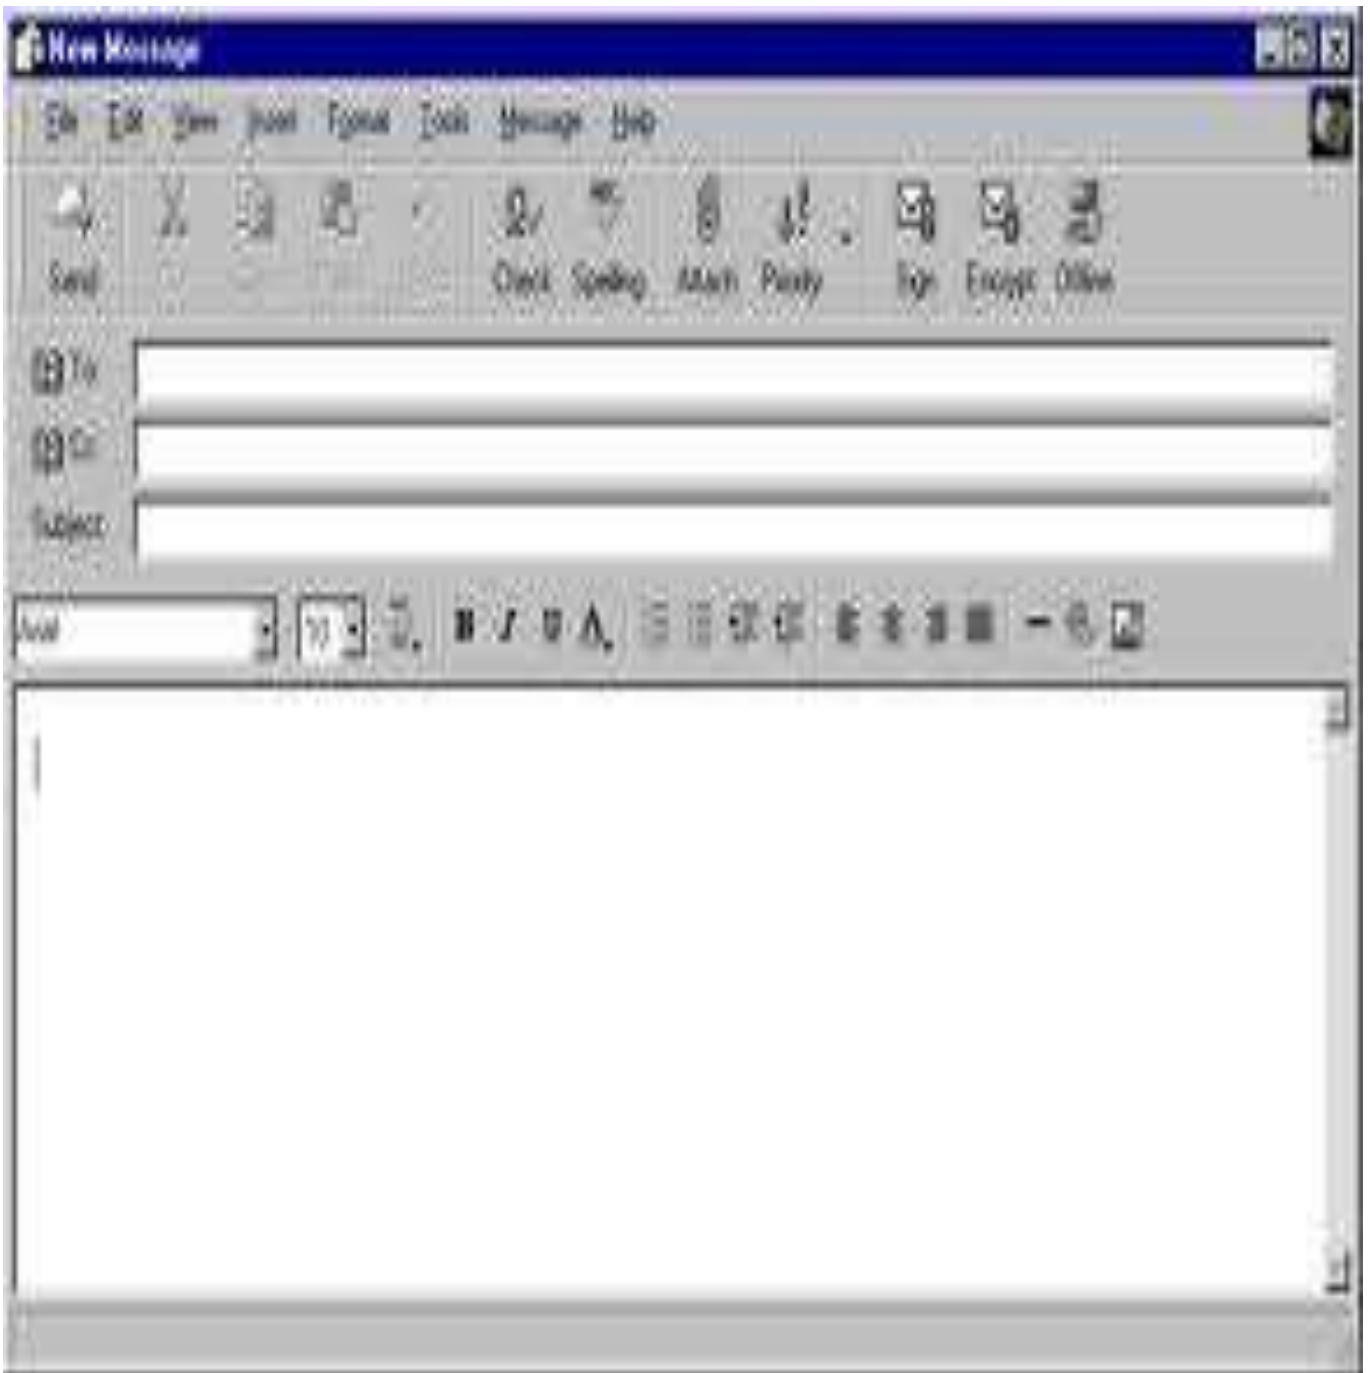 New Message
File Edit View Insert Format Tools Message Help
Send Check Spelling Attach Priority Sign Encrypt Offline
To:
Cc:
Subject:
Arial 10 B I U A